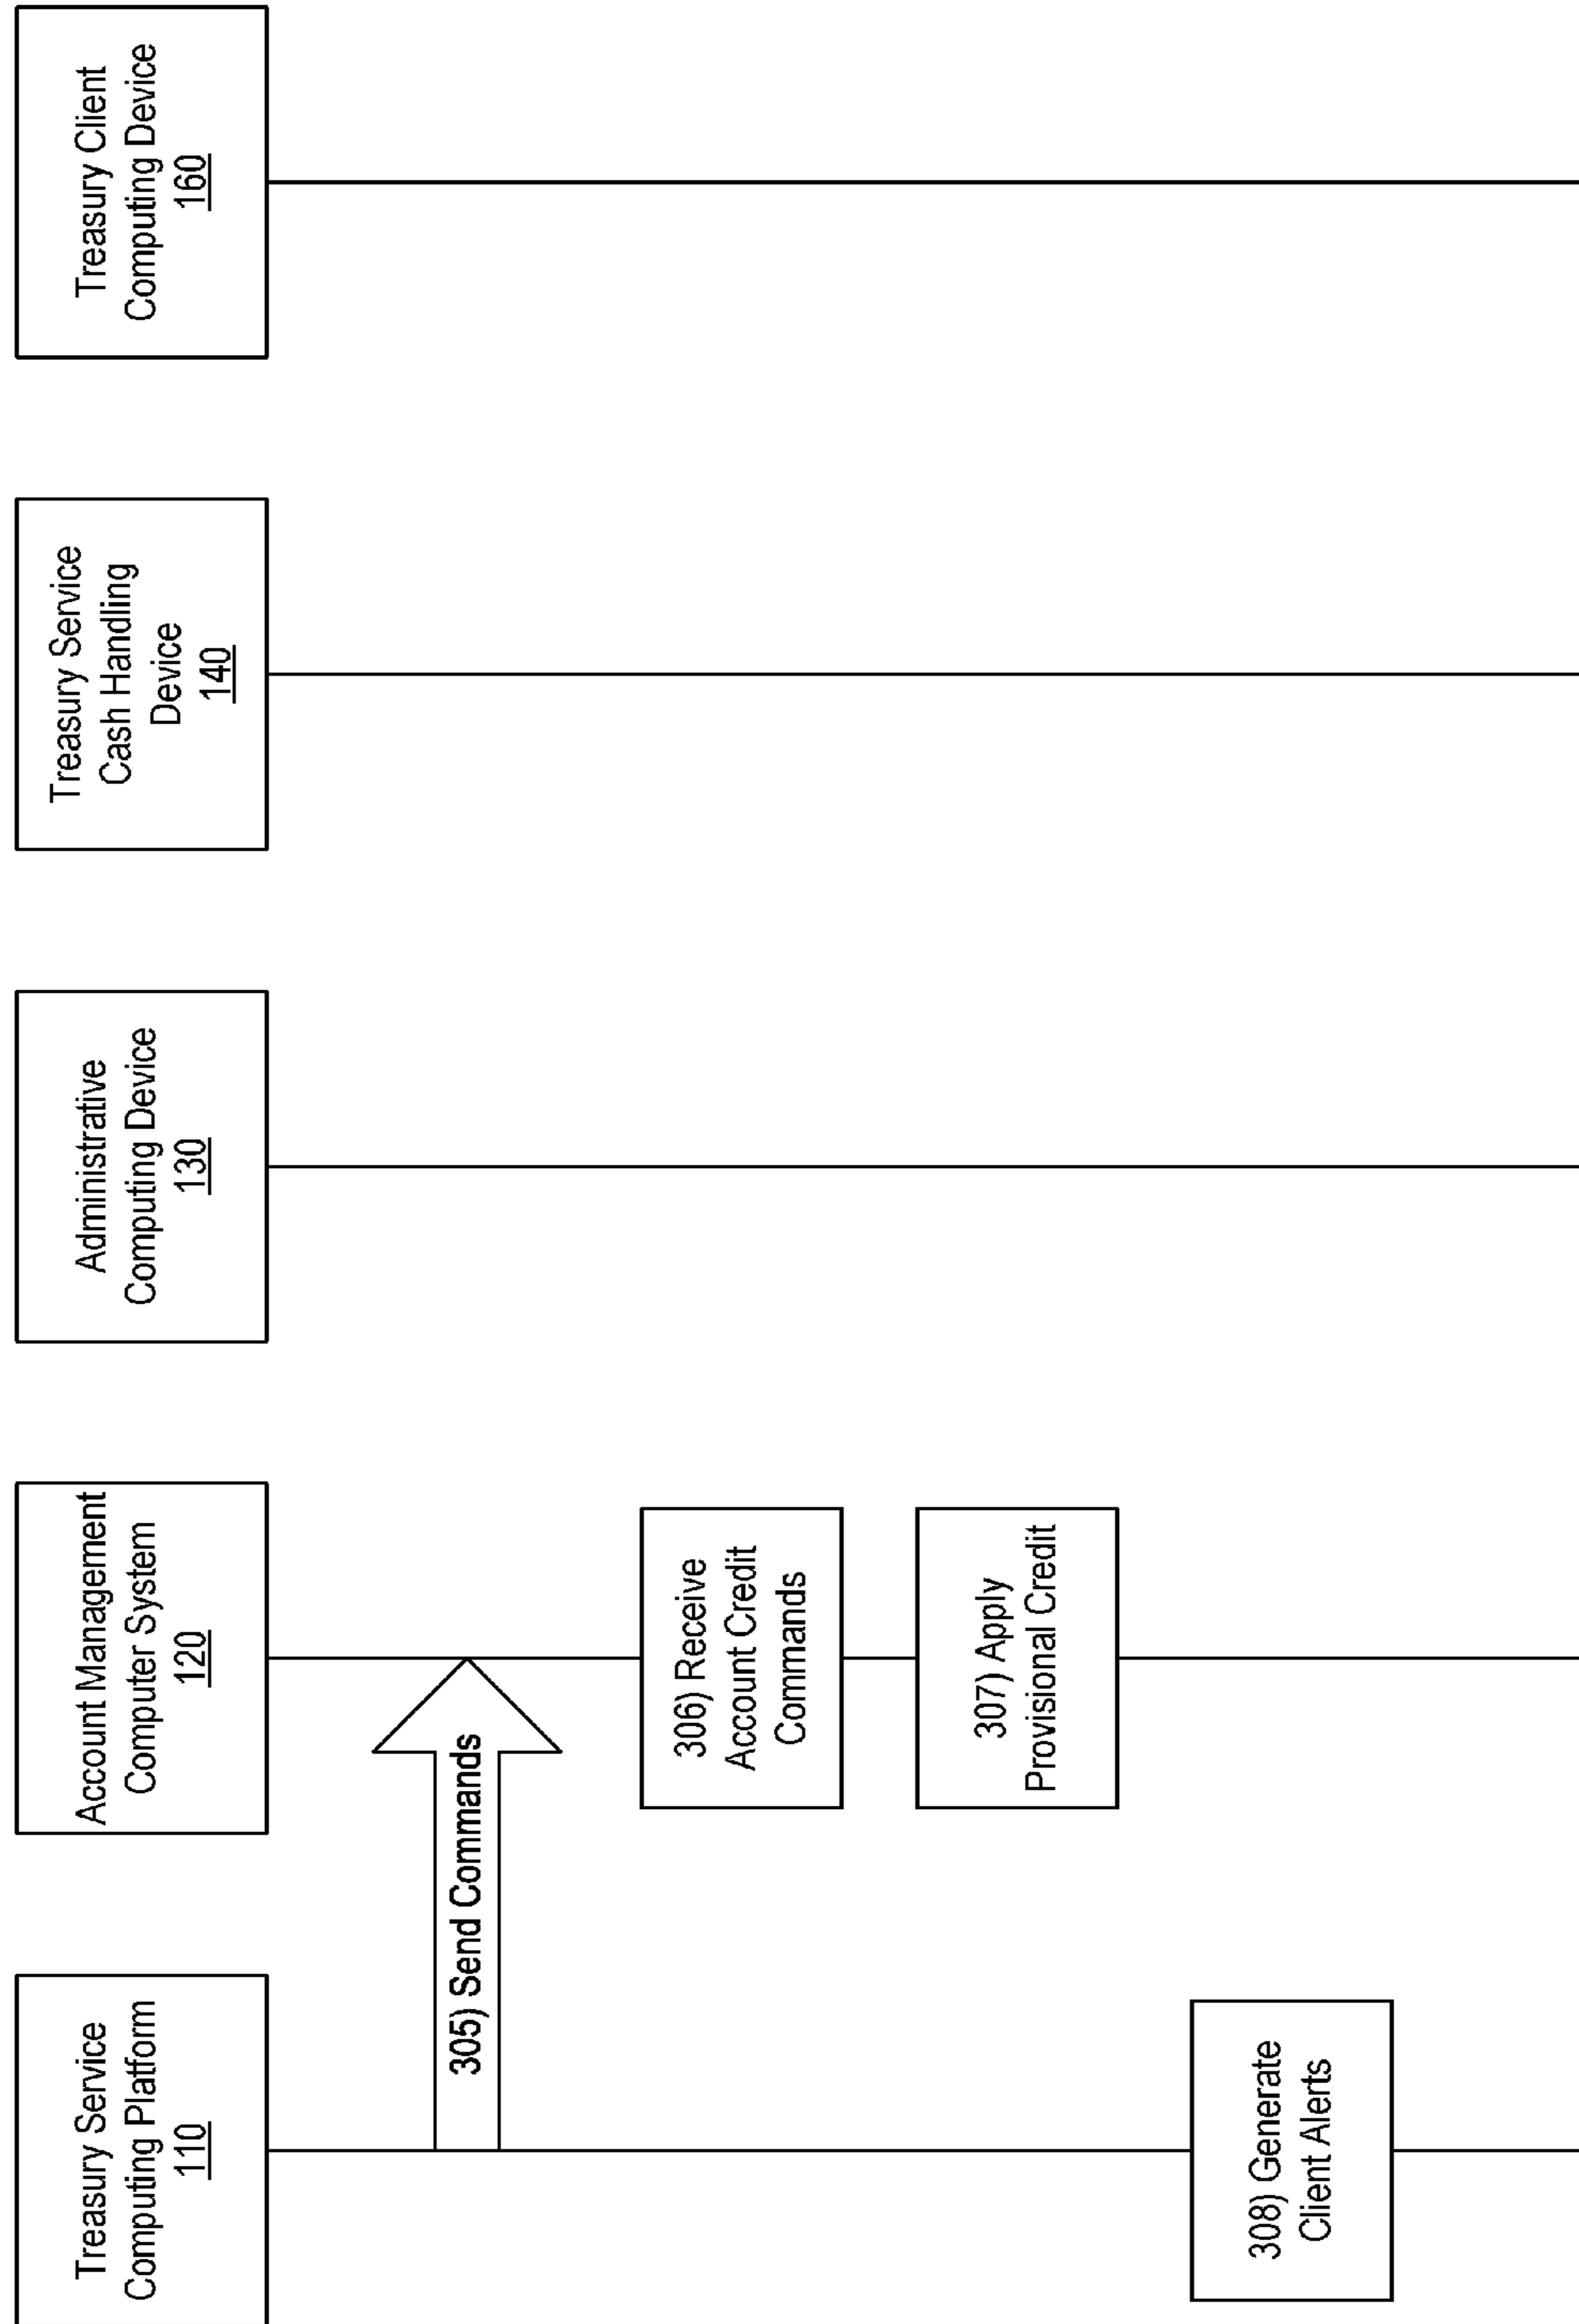 Treasury Service
Computing Platform
110
Account Management
Computer System
120
Administrative
Computing Device
130
Treasury Service
Cash Handling
Device
140
Treasury Client
Computing Device
160
305) Send Commands
306) Receive
Account Credit
Commands
307) Apply
Provisional Credit
308) Generate
Client Alerts